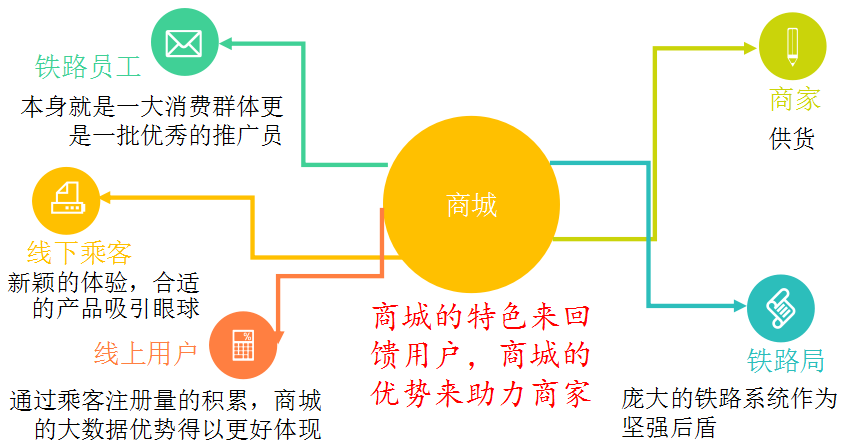 铁路员工
本身就是一大消费群体更
是一批优秀的推广员
线下乘客
新颖的体验，合适
的产品吸引眼球
线上用户
通过乘客注册量的积累，商城
的大数据优势得以更好体现
商城
商城的特色来回
馈用户，商城的
优势来助力商家
商家
供货
铁路局
庞大的铁路系统作为
坚强后盾
%